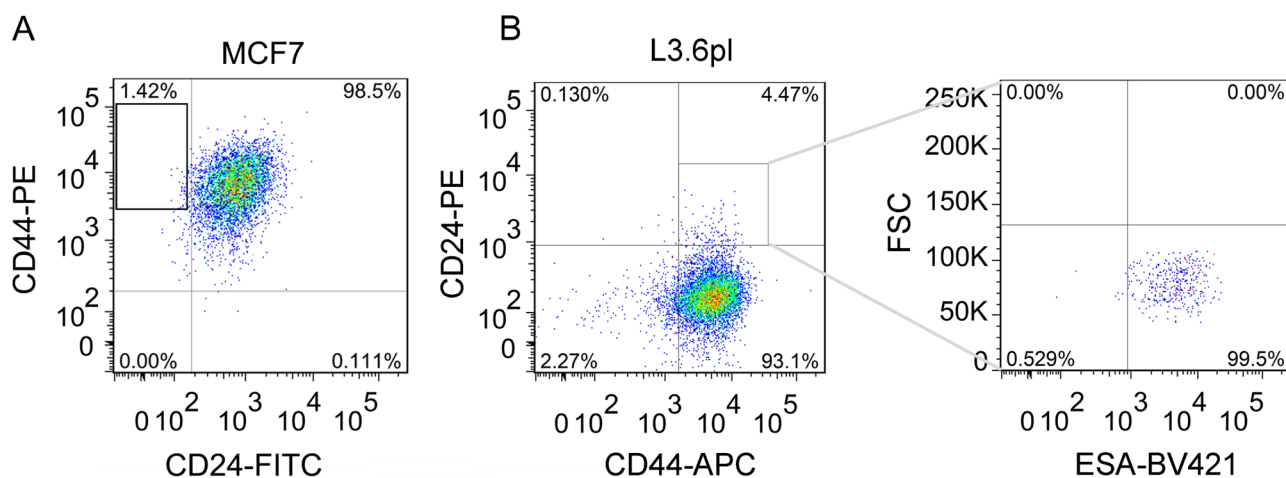 A
MCF7
1.42%
98.5%
10^5
10^4
10^3
10^2
0
CD44-PE
0.00%
0.1111%
0 10^2 10^3 10^4 10^5
CD24-FITC
B
L3.6pl
0.130%
4.47%
10^5
10^4
10^3
10^2
0
CD24-PE
2.27%
93.1%
0 10^2 10^3 10^4 10^5
CD44-APC
250K
200K
150K
100K
50K
0
FSC
0.00%
0.00%
0.529%
99.5%
0 10^2 10^3 10^4 10^5
ESA-BV421